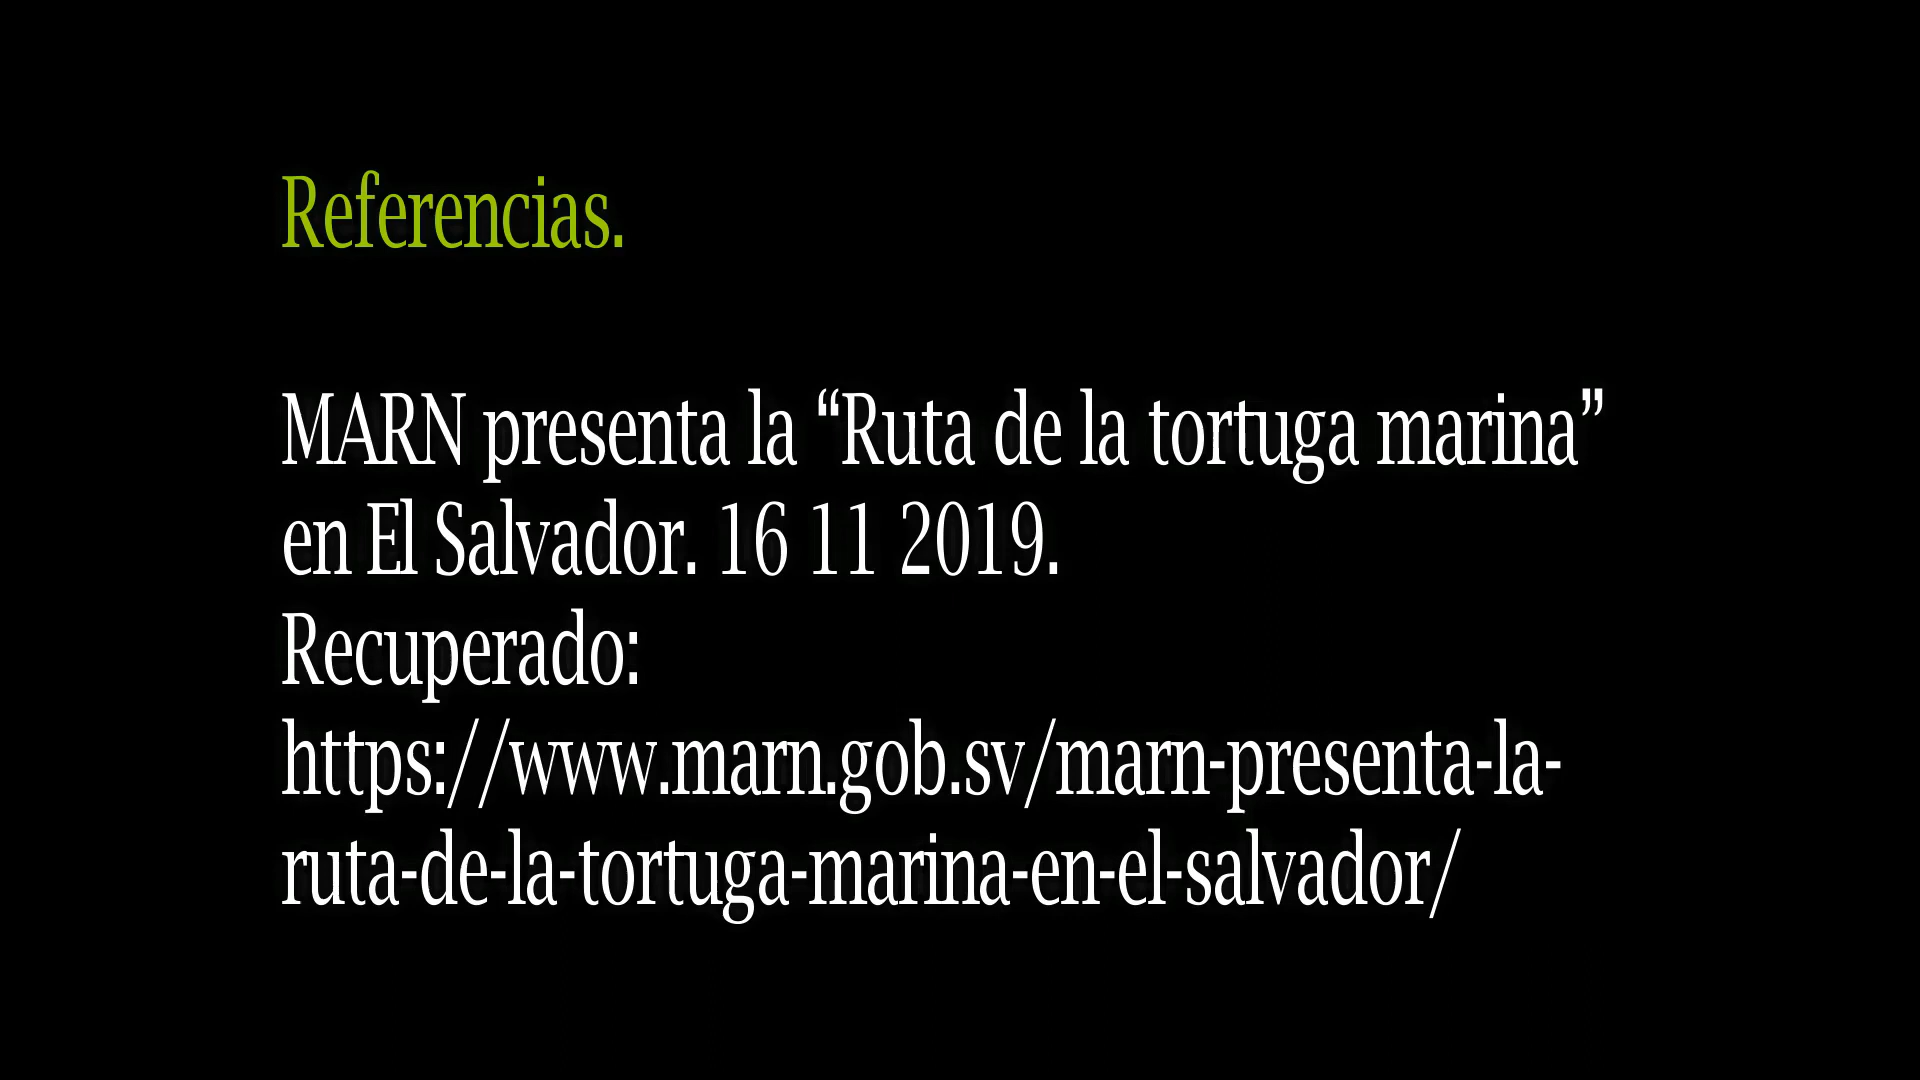 Referencias.
MARN presenta la “Ruta de la tortuga marina”
en El Salvador. 16 11 2019.
Recuperado:
https://www.marn.gob.sv/marn-presenta-la-
ruta-de-la-tortuga-marina-en-el-salvador/